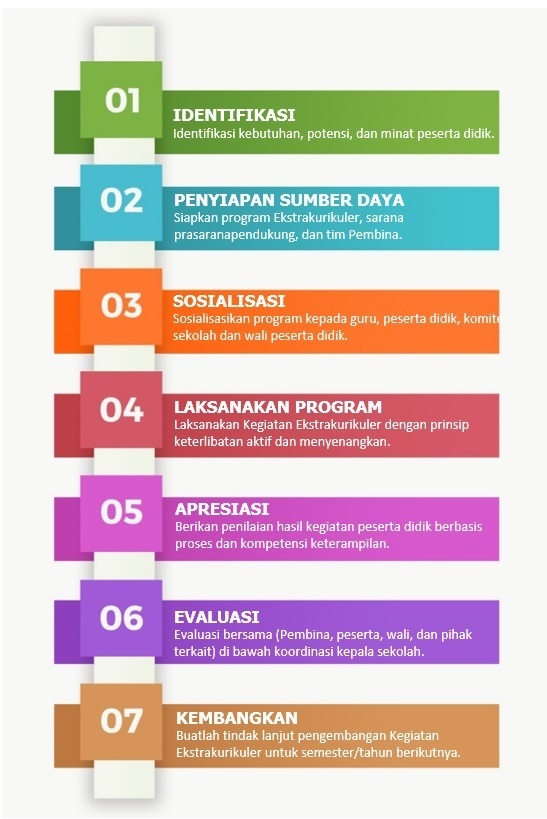 01
IDENTIFIKASI
Identifikasi kebutuhan, potensi, dan minat peserta didik.
02
PENYIAPAN SUMBER DAYA
Siapkan program Ekstrakurikuler, sarana
prasaranapendukung, dan tim Pembina.
03
SOSIALISASI
Sosialisasikan program kepada guru, peserta didik, komite
sekolah dan wali peserta didik.
04
LAKSANAKAN PROGRAM
Laksanakan Kegiatan Ekstrakurikuler dengan prinsip
keterlibatan aktif dan menyenangkan.
05
APRESIASI
Berikan penilaian hasil kegiatan peserta didik berbasis
proses dan kompetensi keterampilan.
06
EVALUASI
Evaluasi bersama (Pembina, peserta, wali, dan pihak
terkait) di bawah koordinasi kepala sekolah.
07
KEMBANGKAN
Buatlah tindak lanjut pengembangan Kegiatan
Ekstrakurikuler untuk semester/tahun berikutnya.